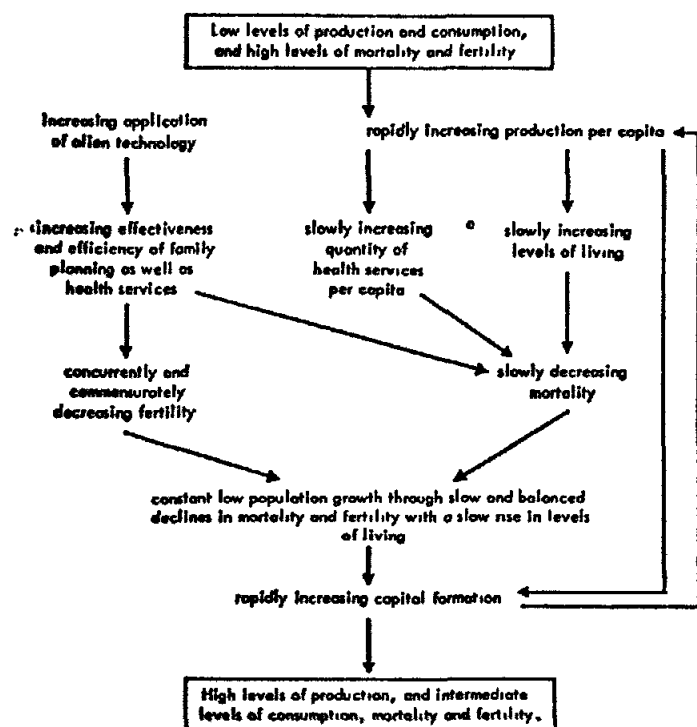 Low levels of production and consumption,
and high levels of mortality and fertility
increasing application
of alien technology
rapidly increasing production per capita
increasing effectiveness
and efficiency of family
planning as well as
health services
slowly increasing
quantity of
health services
per capita
slowly increasing
levels of living
concurrently and
commensurately
decreasing fertility
slowly decreasing
mortality
constant low population growth through slow and balanced
declines in mortality and fertility with a slow rise in levels
of living
rapidly increasing capital formation
High levels of production, and intermediate
levels of consumption, mortality and fertility.